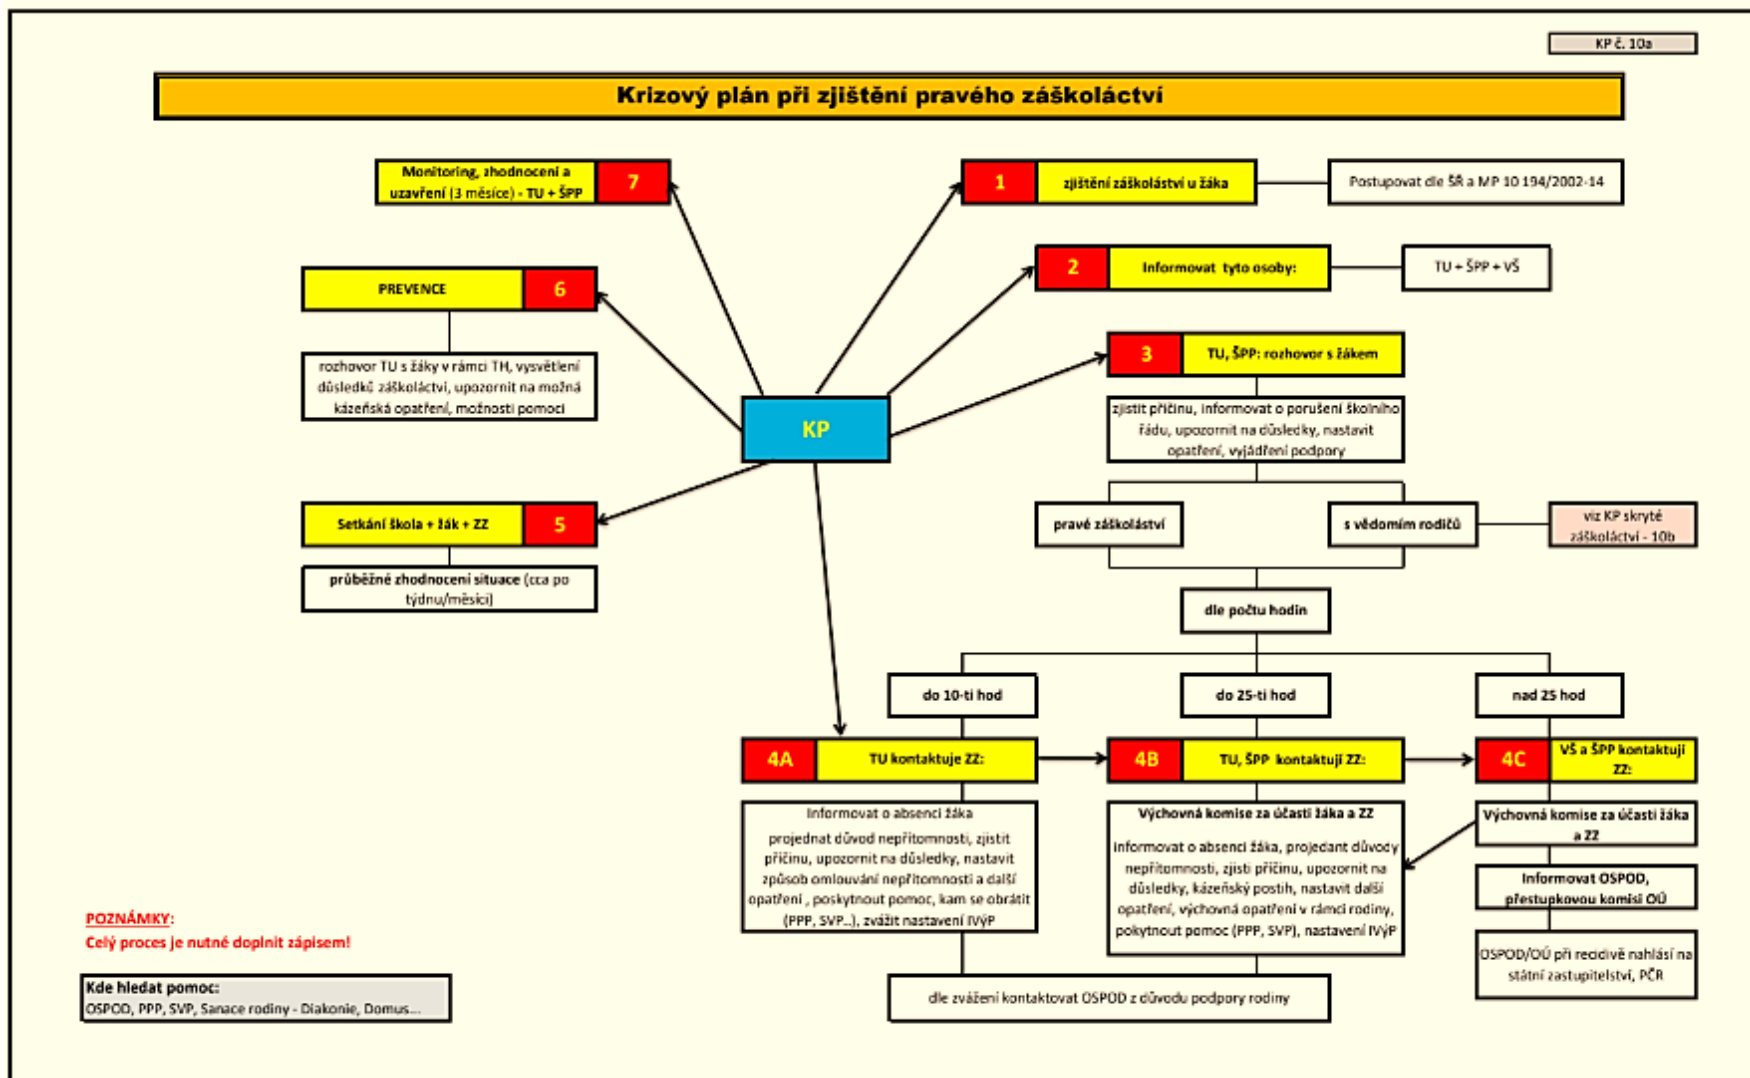 KP č. 10a
Krizový plán při zjištění pravého záškoláctví
Monitoring, zhodnocení a
uzavření (3 měsíce) - TU + ŠPP
7
1
zjištění záškoláství u žáka
Postupovat dle ŠŘ a MP 10 194/2002-14
2
Informovat tyto osoby:
TU + ŠPP + VŠ
PREVENCE
6
rozhovor TU s žáky v rámci TH, vysvětlení
důsledků záškoláctví, upozornit na možná
kázeňská opatření, možnosti pomoci
3
TU, ŠPP: rozhovor s žákem
zjistit příčinu, informovat o porušení školního
řádu, upozornit na důsledky, nastavit
opatření, vyjádření podpory
KP
Setkání škola + žák + ZZ
5
průběžné zhodnocení situace (cca po
týdnu/měsíci)
pravé záškoláství
s vědomím rodičů
viz KP skryté
záškoláctví - 10b
dle počtu hodin
do 10-ti hod
do 25-ti hod
nad 25 hod
4A
TU kontaktuje ZZ:
4B
TU, ŠPP kontaktují ZZ:
4C
VŠ a ŠPP kontaktují
ZZ:
Informovat o absenci žáka
projednat důvod nepřítomnosti, zjistit
příčinu, upozornit na důsledky, nastavit
způsob omlouvání nepřítomnosti a další
opatření , poskytnout pomoc, kam se obrátit
(PPP, SVP...), zvážit nastavení IVýP
Výchovná komise za účasti žáka a ZZ
informovat o absenci žáka, projedant důvody
nepřítomnosti, zjisti příčinu, upozornit na
důsledky, kázeňský postih, nastavit další
opatření, výchovná opatření v rámci rodiny,
pokytnout pomoc (PPP, SVP), nastavení IVýP
Výchovná komise za účasti žáka
a ZZ
Informovat OSPOD,
přestupkovou komisi OÚ
OSPOD/OÚ při recidivě nahlásí na
státní zastupitelství, PČR
dle zvážení kontaktovat OSPOD z důvodu podpory rodiny
POZNÁMKY:
Celý proces je nutné doplnit zápisem!
Kde hledat pomoc:
OSPOD, PPP, SVP, Sanace rodiny - Diakonie, Domus...